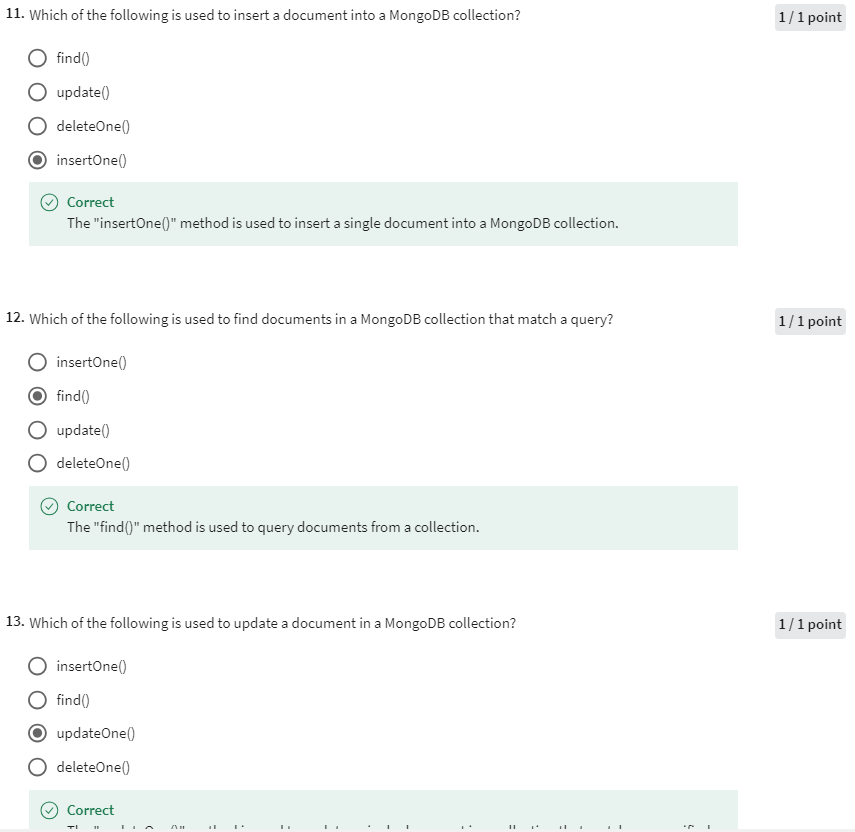 11. Which of the following is used to insert a document into a MongoDB collection?
1 / 1 point
find()
update()
deleteOne()
insertOne()
Correct
The "insertOne()" method is used to insert a single document into a MongoDB collection.
12. Which of the following is used to find documents in a MongoDB collection that match a query?
1 / 1 point
insertOne()
find()
update()
deleteOne()
Correct
The "find()" method is used to query documents from a collection.
13. Which of the following is used to update a document in a MongoDB collection?
1 / 1 point
insertOne()
find()
updateOne()
deleteOne()
Correct